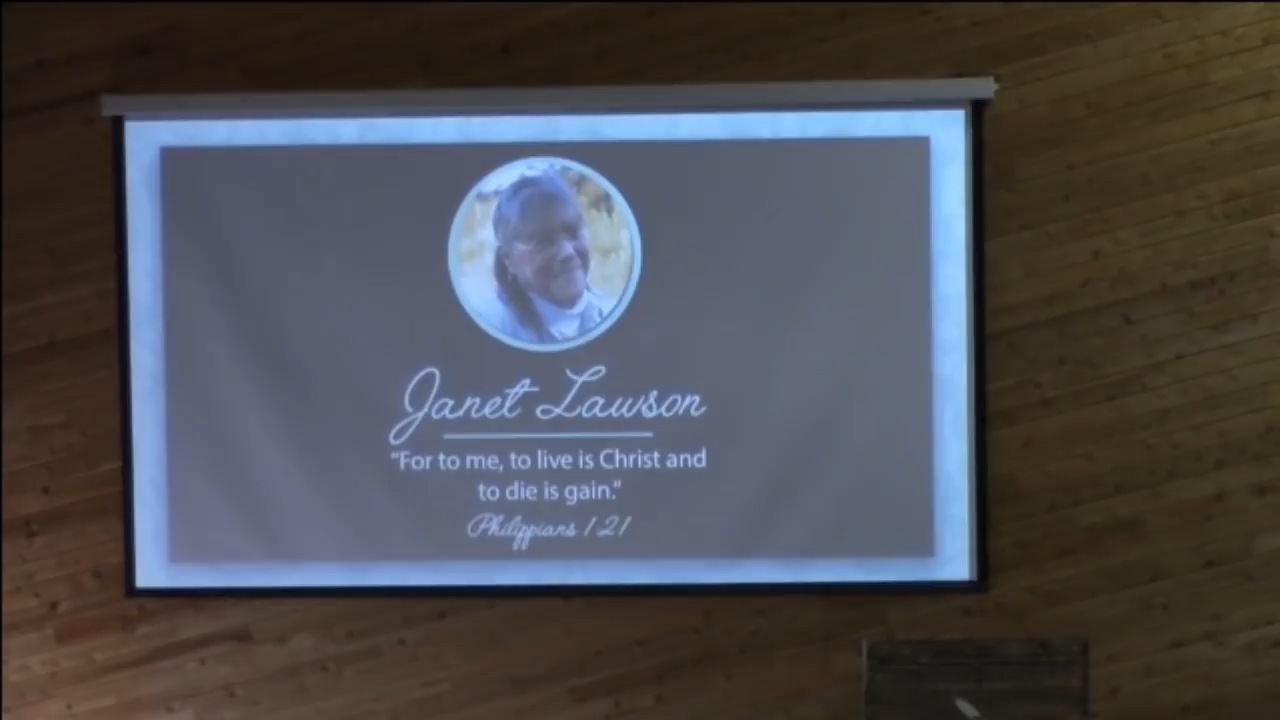 Janet Lawson
"For to me, to live is Christ and
to die is gain."
Philippians 1:21